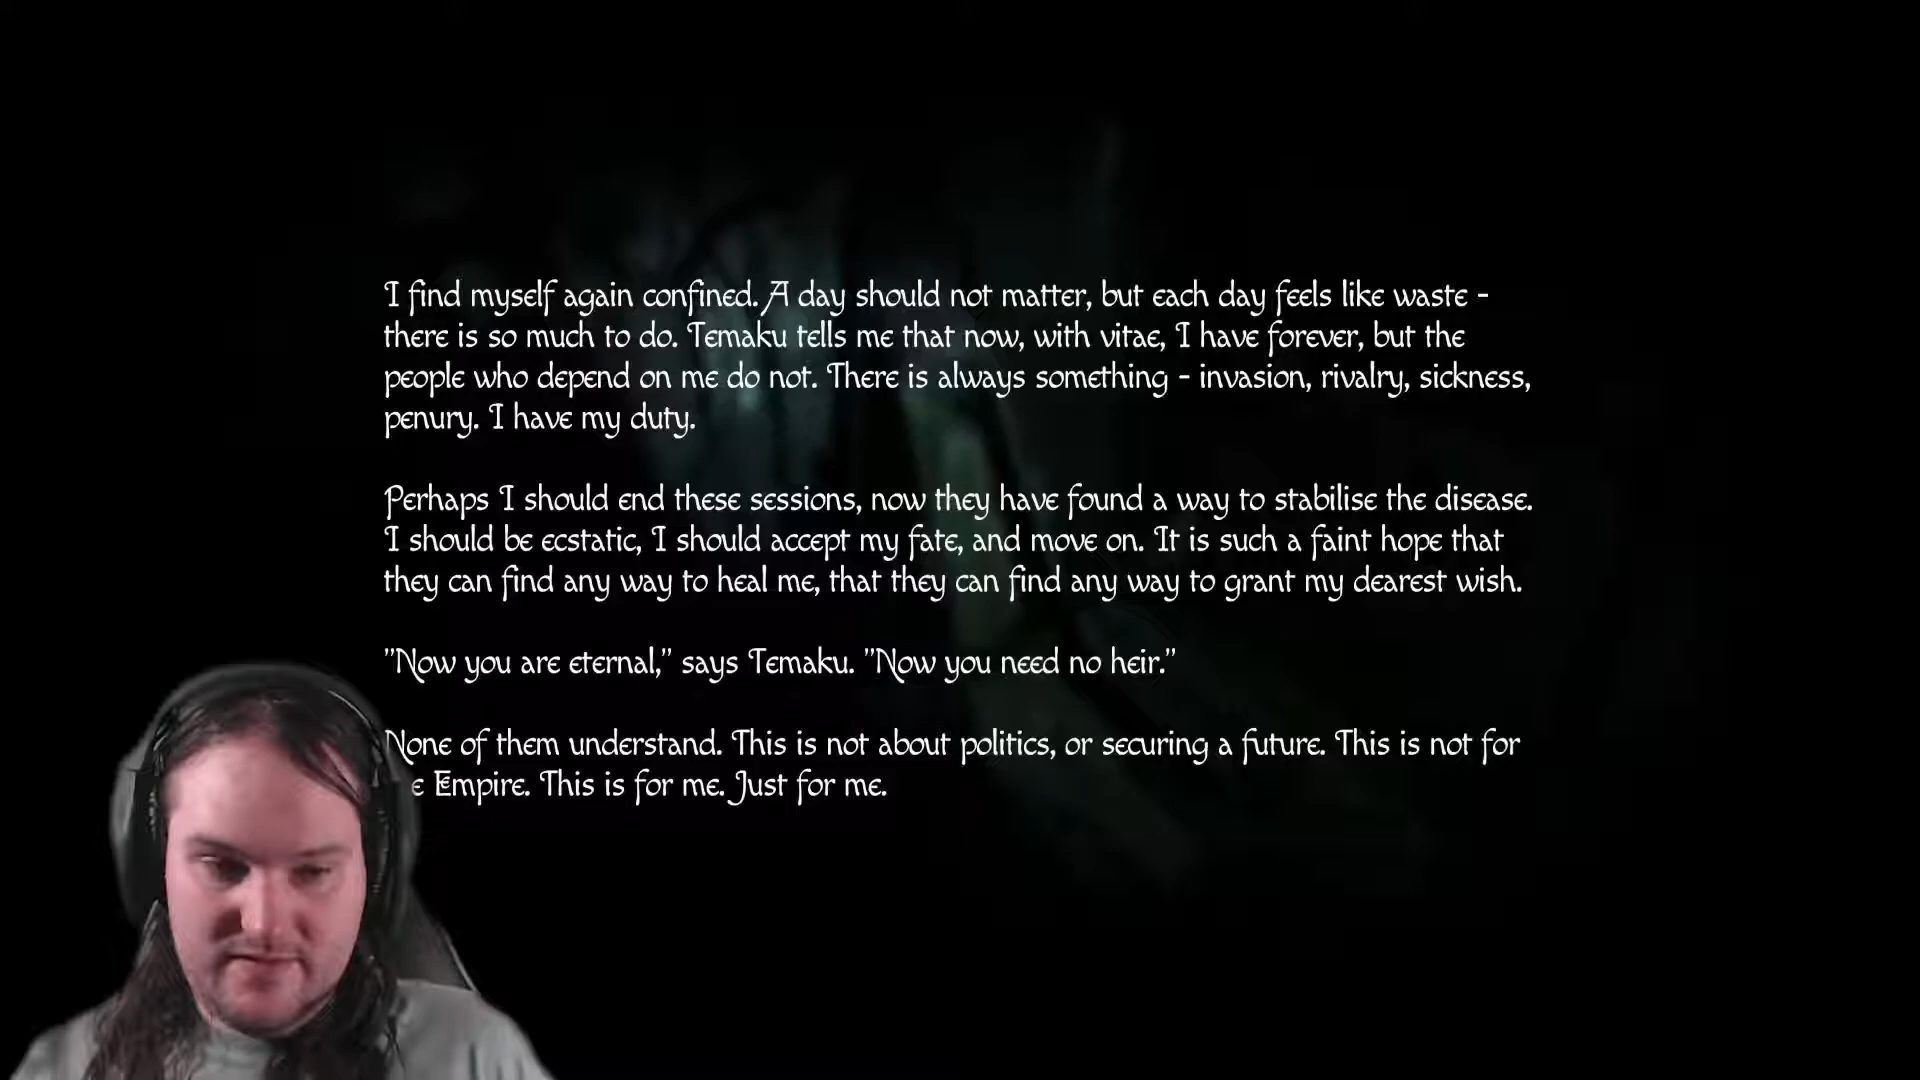 I find myself again confined. A day should not matter, but each day feels like waste -
there is so much to do. Temaku tells me that now, with vitae, I have forever, but the
people who depend on me do not. There is always something - invasion, rivalry, sickness,
penury. I have my duty.
Perhaps I should end these sessions, now they have found a way to stabilise the disease.
I should be ecstatic, I should accept my fate, and move on. It is such a faint hope that
they can find any way to heal me, that they can find any way to grant my dearest wish.
"Now you are eternal," says Temaku. "Now you need no heir."
None of them understand. This is not about politics, or securing a future. This is not for
Empire. This is for me. Just for me.